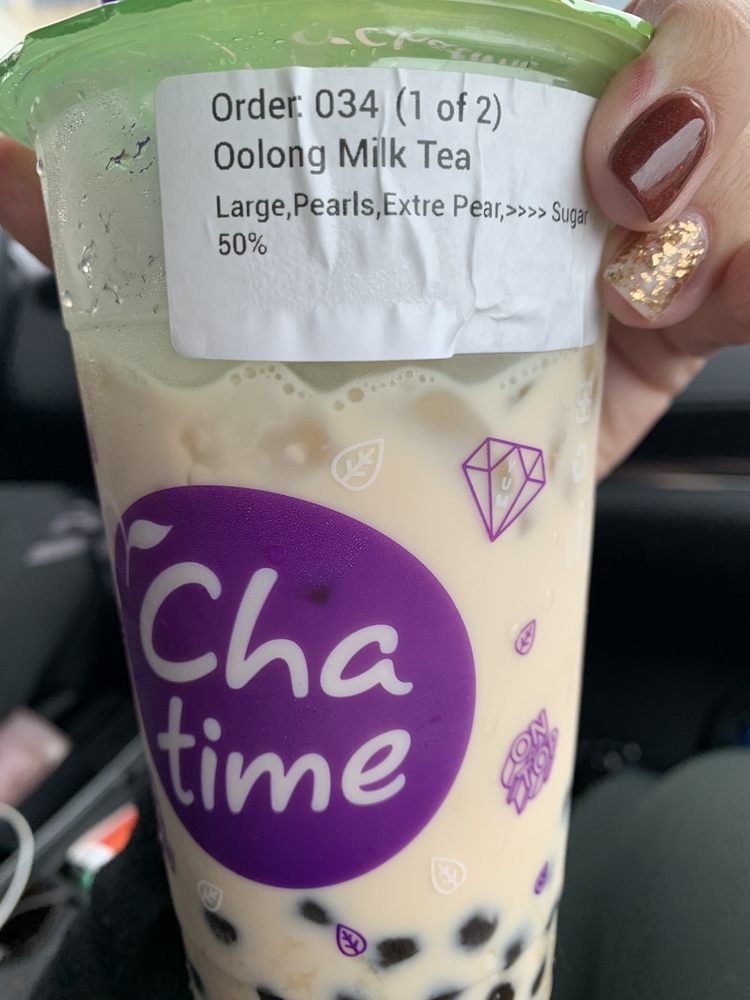 Order: 034 (1 of 2)
Oolong Milk Tea
Large,Pearls,Extre Pear,>>>> Sugar
50%
Cha
time